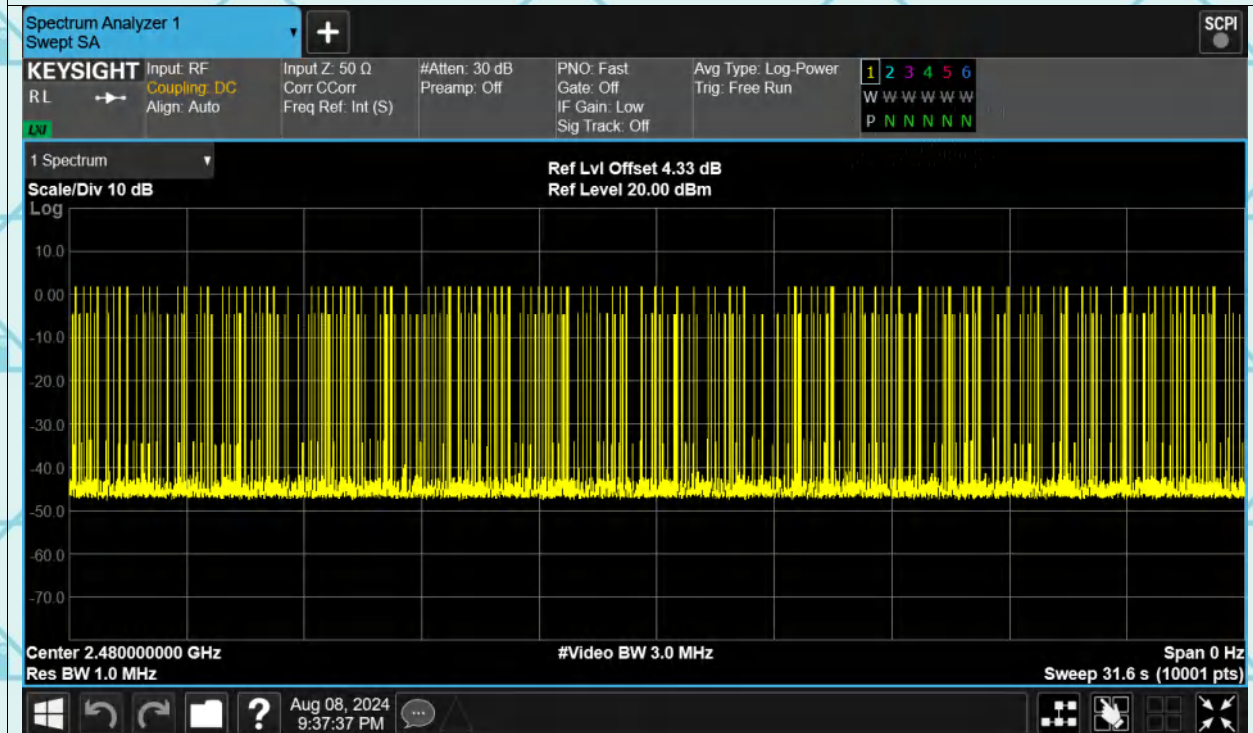 Spectrum Analyzer 1
Swept SA
+
SCPI
KEYSIGHT
RL
LXI
Input: RF
Coupling: DC
Align: Auto
Input Z: 50 Ω
Corr CCorr
Freq Ref: Int (S)
#Atten: 30 dB
Preamp: Off
PNO: Fast
Gate: Off
IF Gain: Low
Sig Track: Off
Avg Type: Log-Power
Trig: Free Run
1 2 3 4 5 6
W W W W W W
P N N N N N
1 Spectrum
Scale/Div 10 dB
Ref Lvl Offset 4.33 dB
Ref Level 20.00 dBm
Log
10.0
0.00
-10.0
-20.0
-30.0
-40.0
-50.0
-60.0
-70.0
Center 2.480000000 GHz
#Video BW 3.0 MHz
Span 0 Hz
Res BW 1.0 MHz
Sweep 31.6 s (10001 pts)
?
Aug 08, 2024
9:37:37 PM